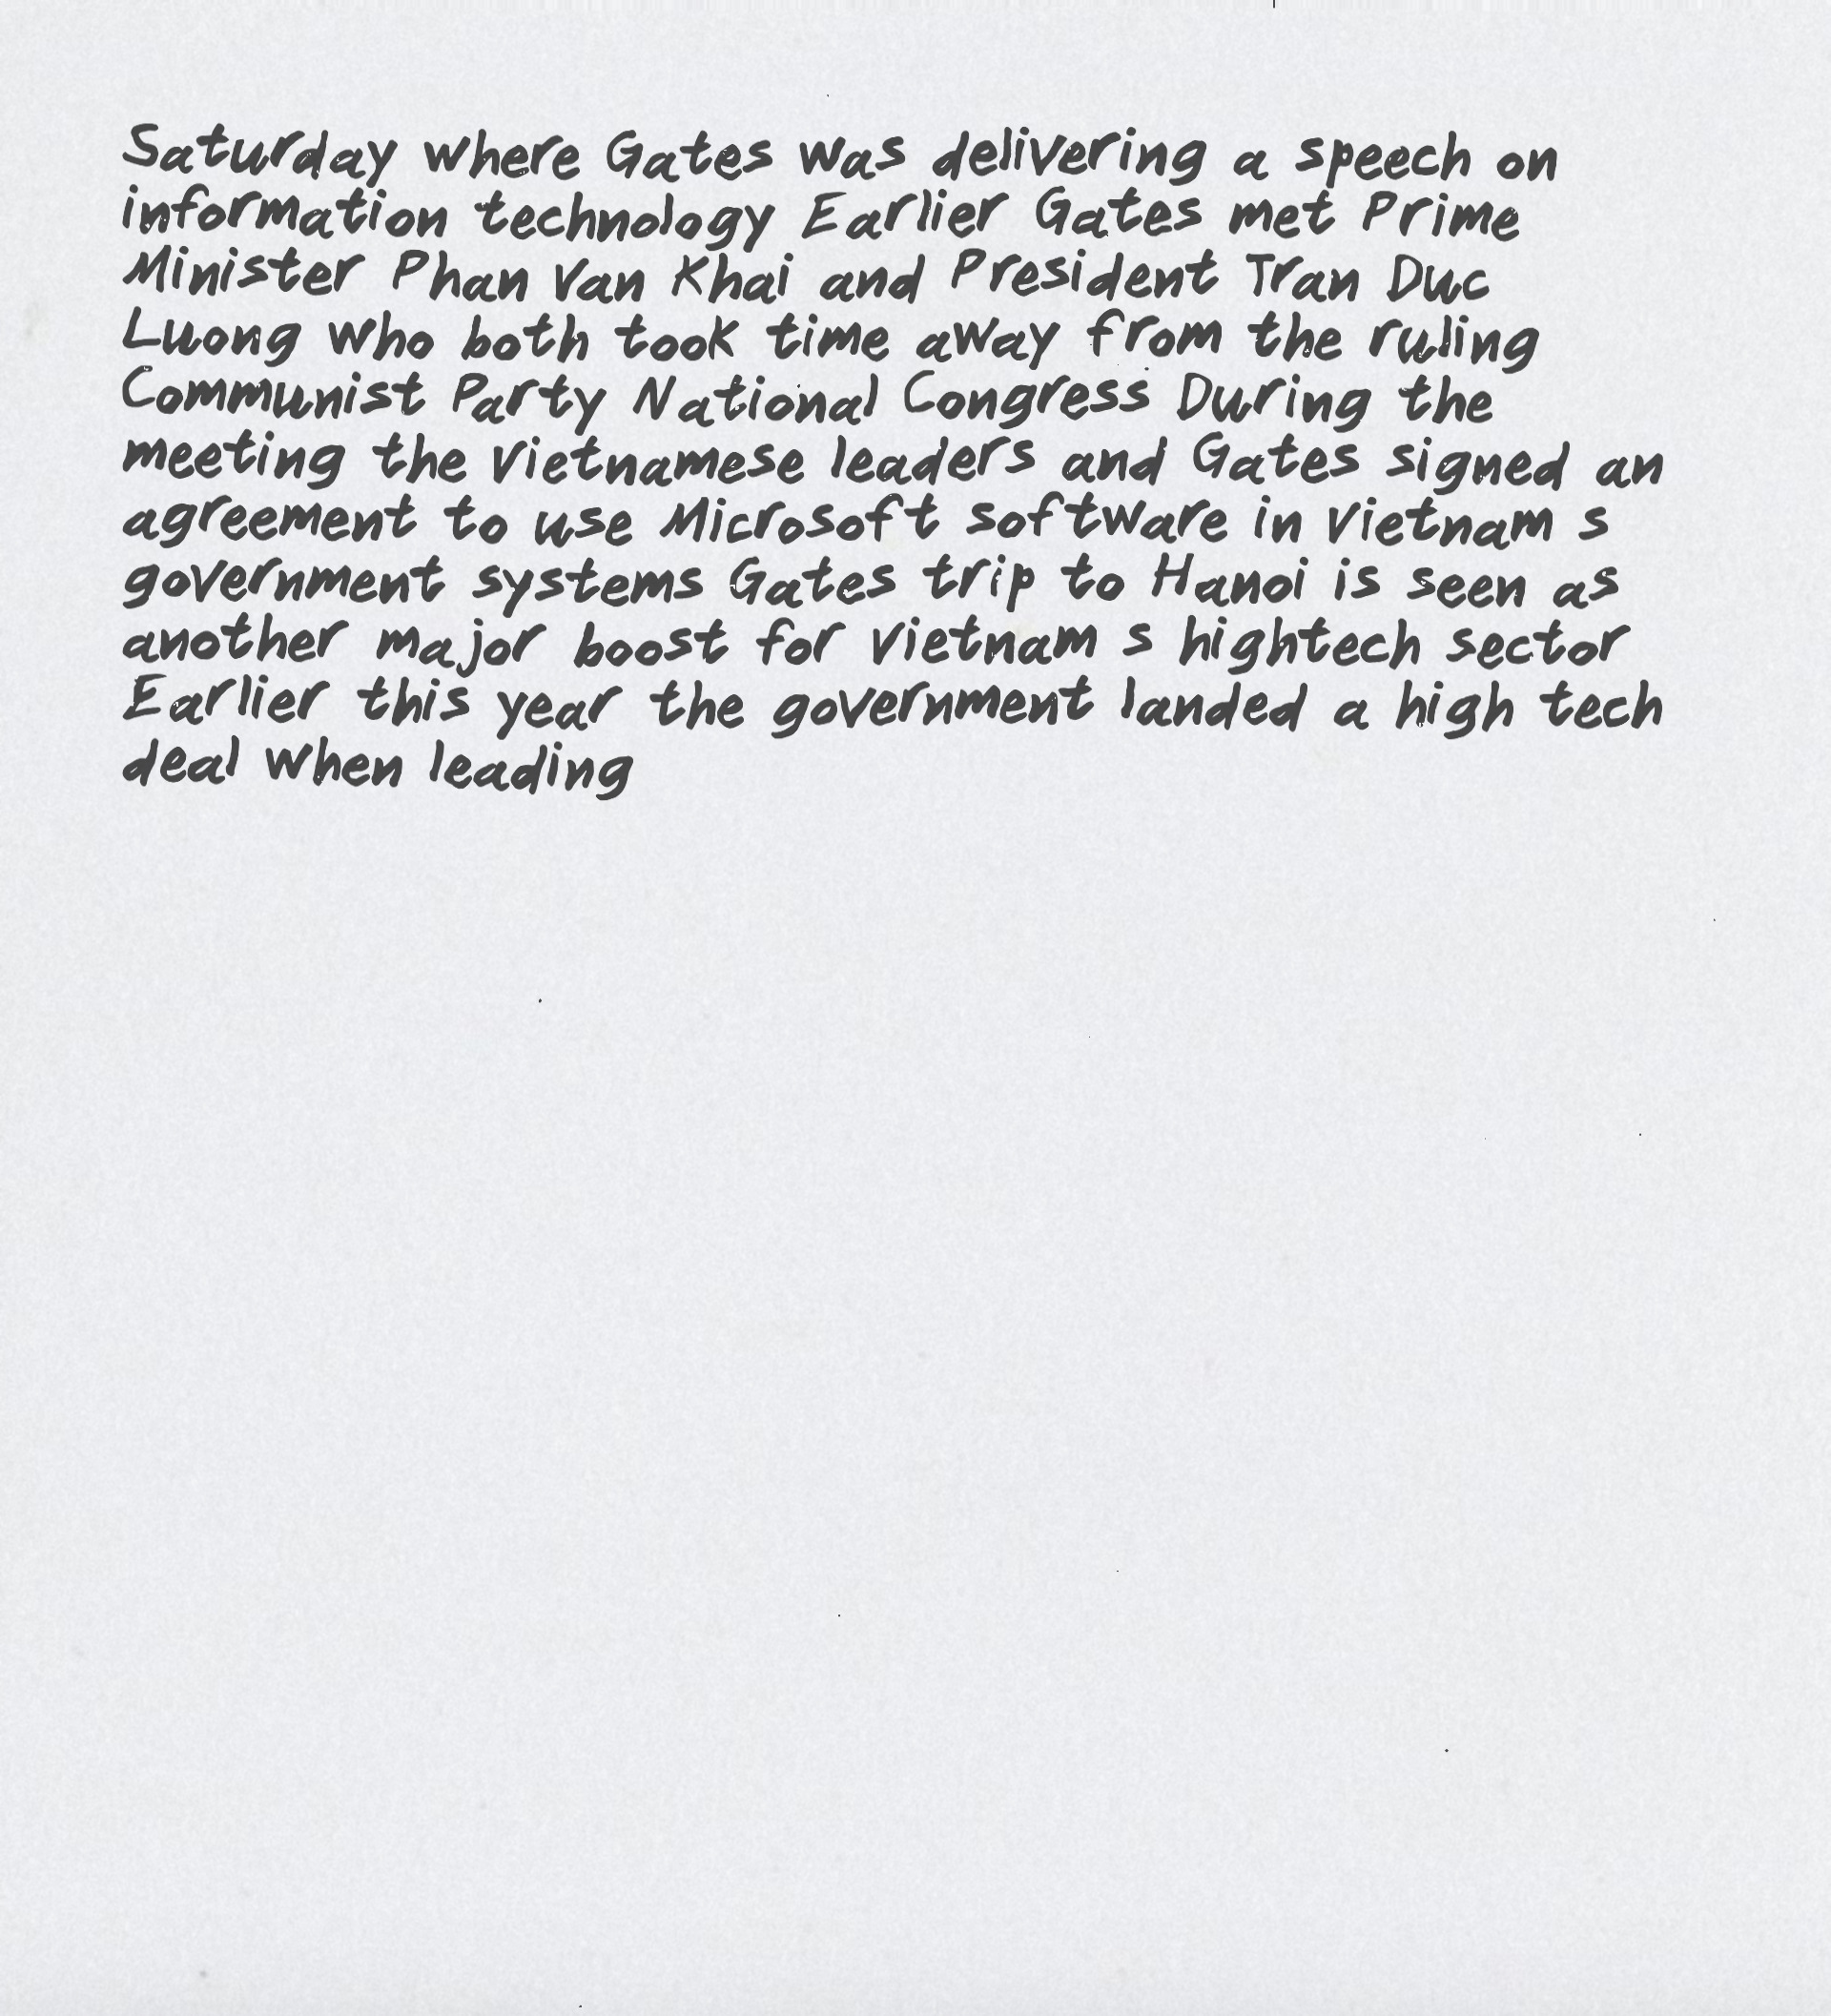 Saturday where Gates was delivering a speech on
information technology Earlier Gates met Prime
Minister Phan Van Khai and President Tran Duc
Luong who both took time away from the ruling
Communist Party National Congress During the
meeting the Vietnamese leaders and Gates signed an
agreement to use Microsoft software in Vietnam s
government systems Gates trip to Hanoi is seen as
another major boost for Vietnam s hightech sector
Earlier this year the government landed a high tech
deal when leading